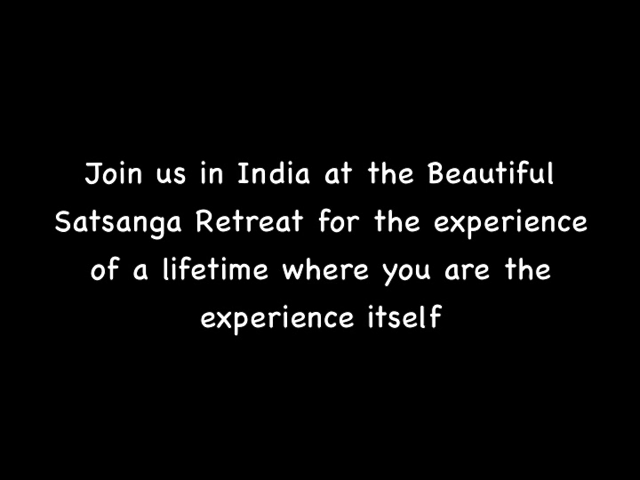 Join us in India at the Beautiful
Satsanga Retreat for the experience
of a lifetime where you are the
experience itself